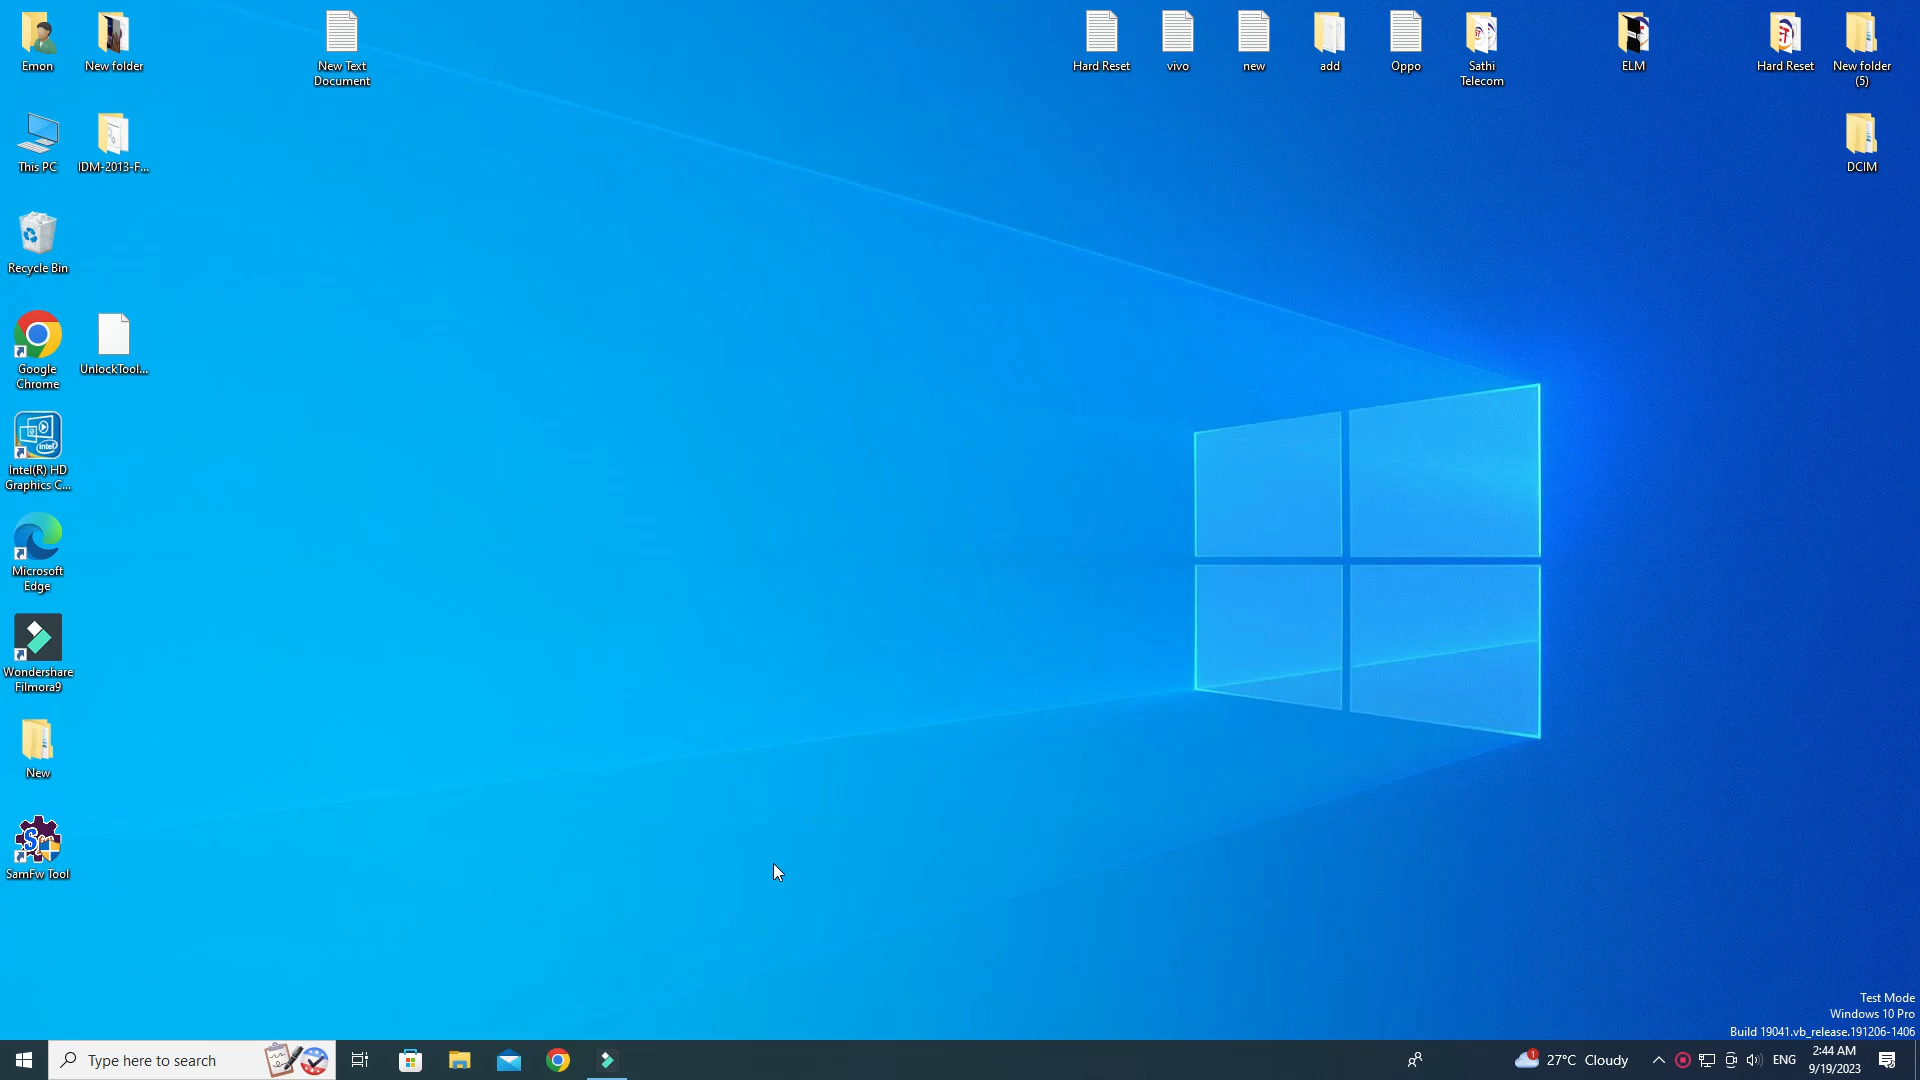 Emon
New folder
New Text
Document
Hard Reset
vivo
new
add
Oppo
Sathi
Telecom
ELM
Hard Reset
New folder
(5)
This PC
IDM-2013-F...
DCIM
Recycle Bin
Google
Chrome
UnlockTool...
Intel(R) HD
Graphics C...
intel
Microsoft
Edge
Wondershare
Filmora9
New
SamFw Tool
Test Mode
Windows 10 Pro
Build 19041.vb_release.191206-1406
Type here to search
1
27°C Cloudy
ENG
2:44 AM
9/19/2023